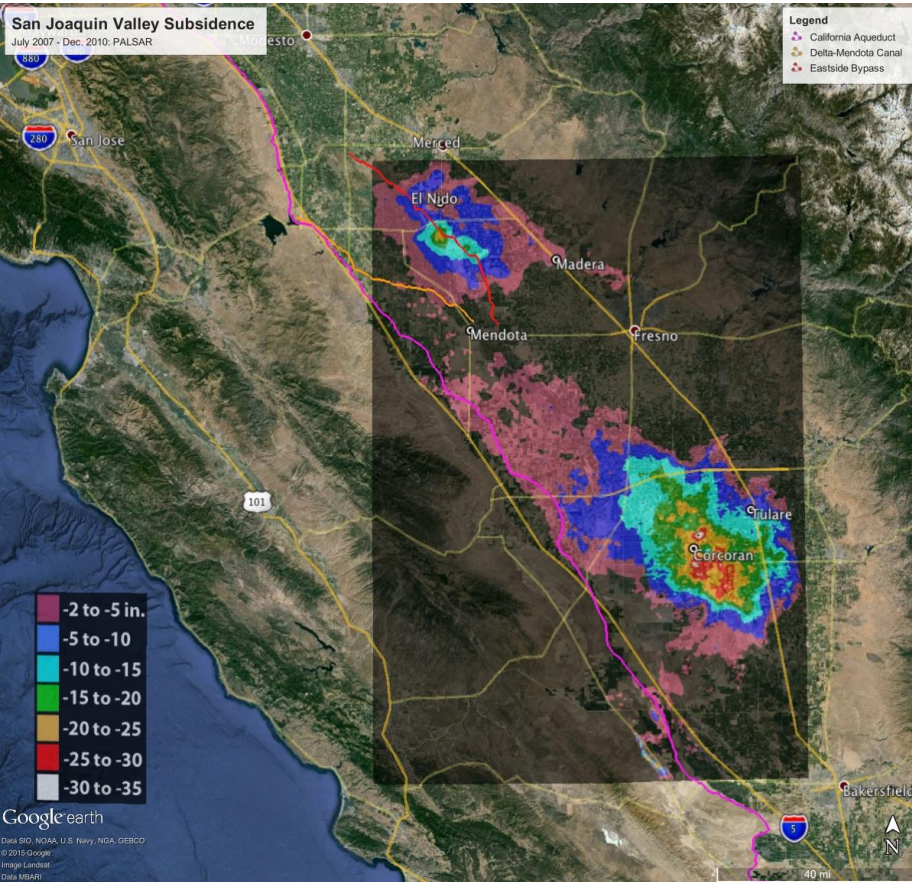 San Joaquin Valley Subsidence
July 2007 - Dec. 2010: PALSAR
Legend
California Aqueduct
Delta-Mendota Canal
Eastside Bypass
Modesto
880
280
San Jose
Merced
El Nido
Madera
Mendota
Fresno
101
Tulare
Corcoran
-2 to -5 in.
-5 to -10
-10 to -15
-15 to -20
-20 to -25
-25 to -30
-30 to -35
Google earth
Bakersfield
5
Data SIO, NOAA, U.S. Navy, NGA, GEBCO
© 2015 Google
Image Landsat
Data MBARI
N
40 mi